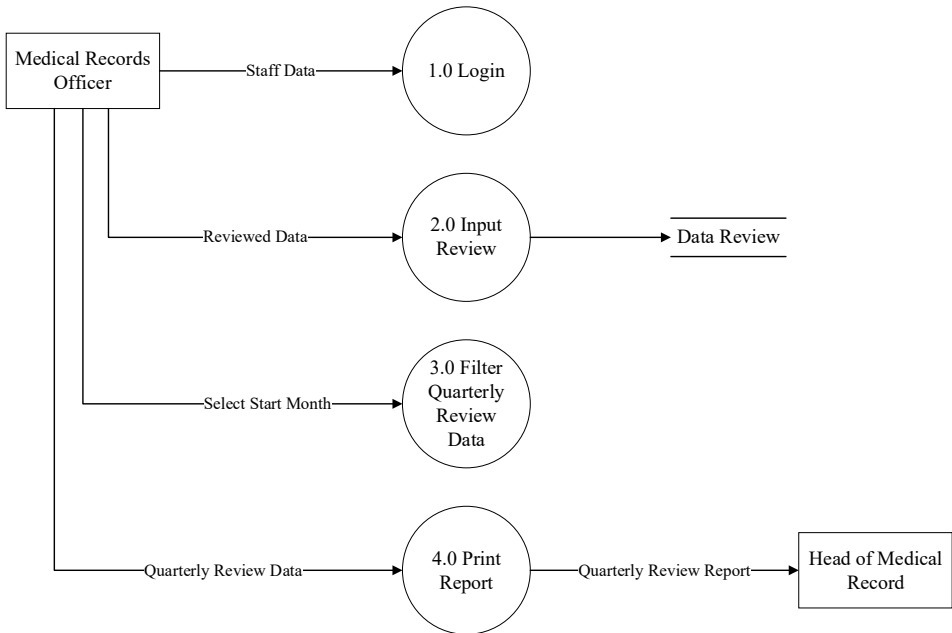 Medical Records
Officer
Staff Data
1.0 Login
Reviewed Data
2.0 Input
Review
Data Review
Select Start Month
3.0 Filter
Quarterly
Review
Data
Quarterly Review Data
4.0 Print
Report
Quarterly Review Report
Head of Medical
Record